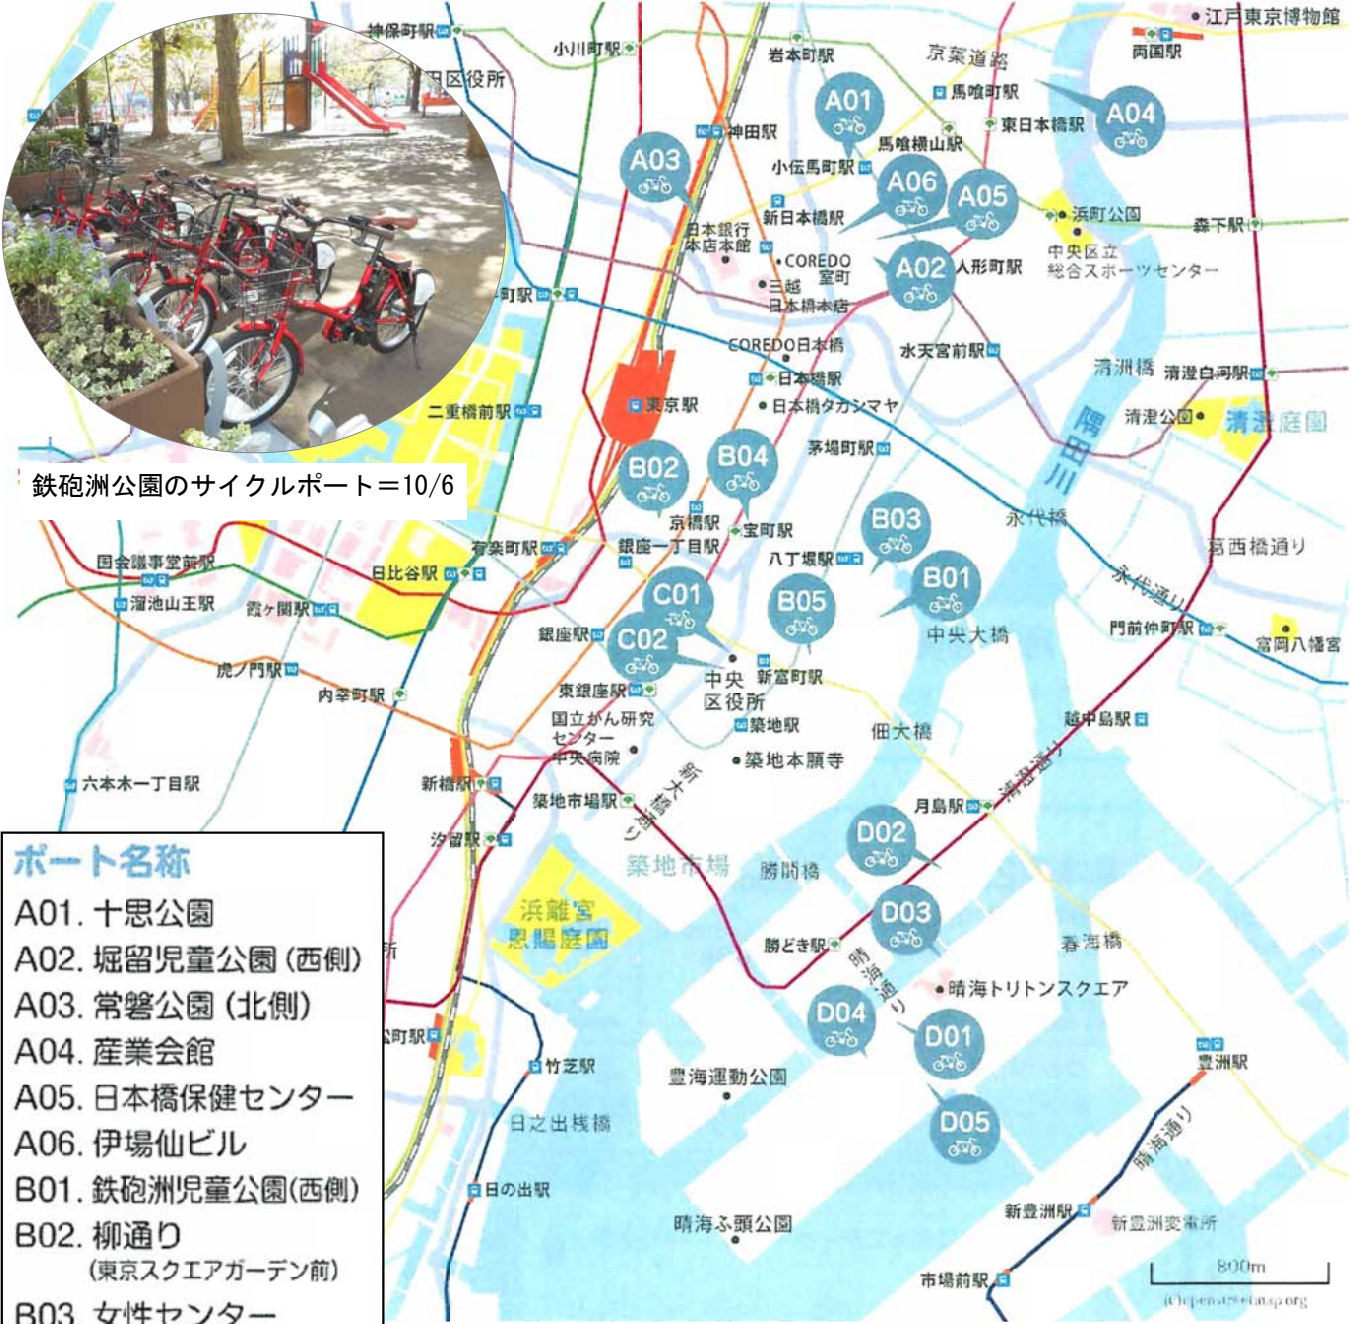 江戸東京博物館
神保町駅
小川町駅
岩本町駅
京葉道路
両国駅
田区役所
馬喰町駅
A01
A04
東日本橋駅
神田駅
馬喰横山駅
A03
小伝馬町駅
A06
A05
新日本橋駅
浜町公園
森下駅
日本銀行
本店本館
COREDO
室町
A02
人形町駅
中央区立
総合スポーツセンター
三越
日本橋本店
町駅
COREDO日本橋
水天宮前駅
清洲橋
清澄白河駅
日本橋駅
二重橋前駅
東京駅
日本橋タカシマヤ
清澄公園
清澄庭園
隅田川
茅場町駅
B02
B04
鉄砲洲公園のサイクルポート=10/6
京橋駅
宝町駅
B03
永代橋
葛西橋通り
有楽町駅
銀座一丁目駅
八丁堀駅
国会議事堂前駅
日比谷駅
B01
永代通り
溜池山王駅
霞ヶ関駅
C01
B05
銀座駅
C02
中央大橋
門前仲町駅
富岡八幡宮
虎ノ門駅
内幸町駅
東銀座駅
中央
区役所
新富町駅
国立がん研究
センター
中央病院
築地駅
佃大橋
越中島駅
築地本願寺
新大橋通り
清澄通り
六本木一丁目駅
新橋駅
築地市場駅
月島駅
汐留駅
D02
築地市場
勝鬨橋
浜離宮
恩賜庭園
D03
勝どき駅
春海橋
晴海通り
晴海トリトンスクエア
D04
D01
松町駅
竹芝駅
豊海運動公園
豊洲駅
日之出桟橋
D05
晴海通り
日の出駅
新豊洲駅
新豊洲変電所
晴海ふ頭公園
市場前駅
800m
(c)openstreetmap.org
ポート名称
A01. 十思公園
A02. 堀留児童公園 (西側)
A03. 常磐公園 (北側)
A04. 産業会館
A05. 日本橋保健センター
A06. 伊場仙ビル
B01. 鉄砲洲児童公園(西側)
B02. 柳通り
(東京スクエアガーデン前)
B03. 女性センター
所